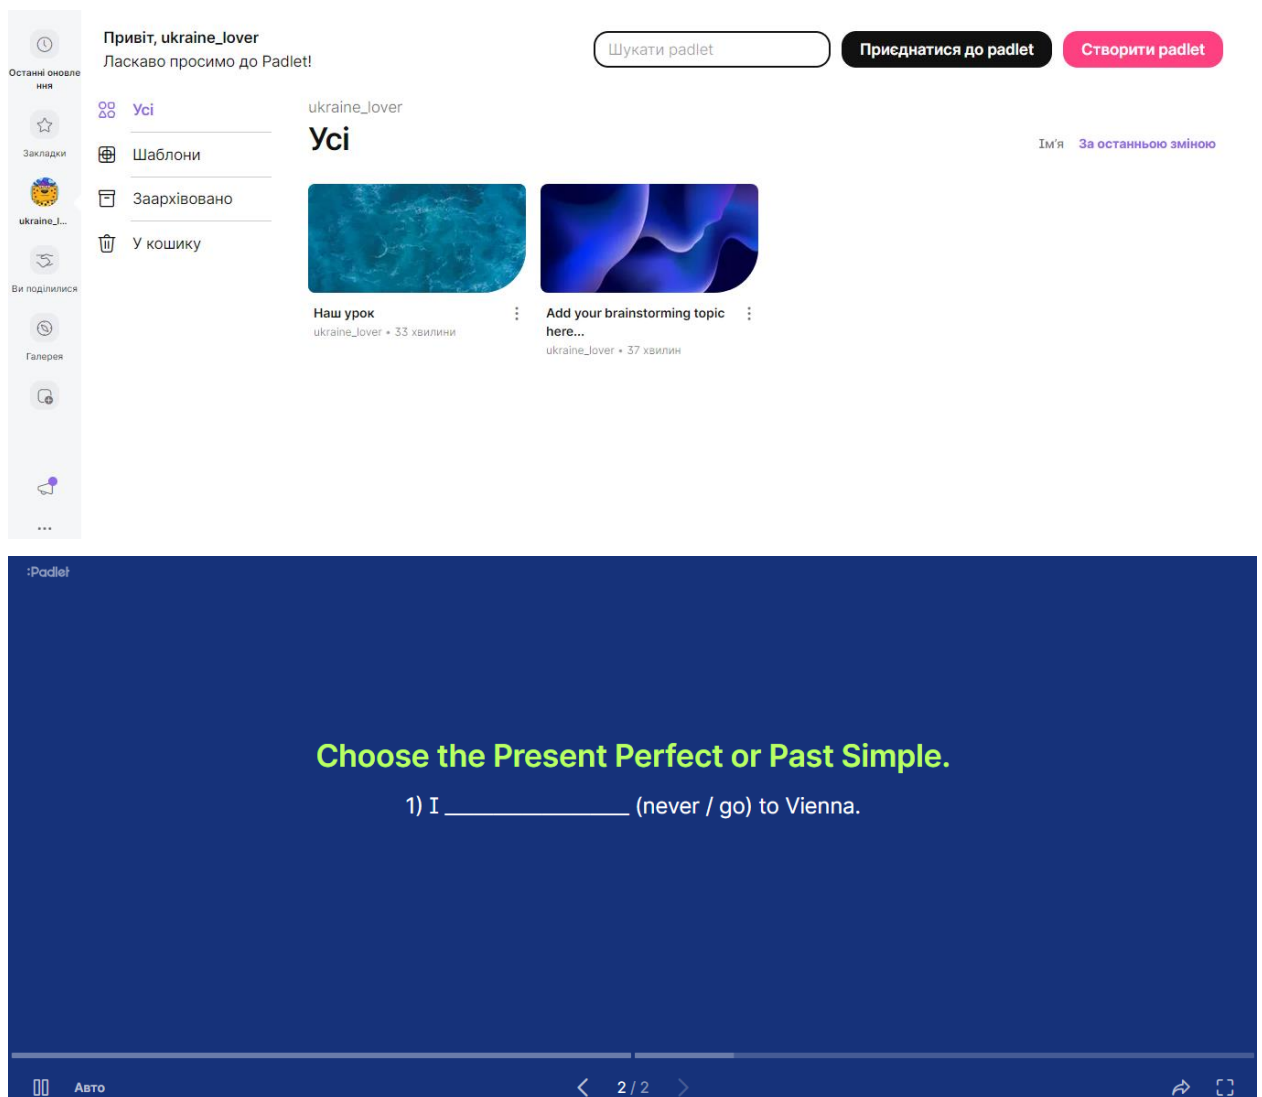 Останні оновле
ння
Закладки
ukraine_l...
Ви поділилися
Галерея
...
Привіт, ukraine_lover
Ласкаво просимо до Padlet!
Шукати padlet
Приєднатися до padlet
Створити padlet
Усі
Шаблони
Заархівовано
У кошику
ukraine_lover
Усі
Ім'я За останньою зміною
Наш урок
ukraine_lover • 33 хвилини
Add your brainstorming topic
here...
ukraine_lover • 37 хвилин
:Padlet
Choose the Present Perfect or Past Simple.
1) I ________________ (never / go) to Vienna.
Авто
2 / 2